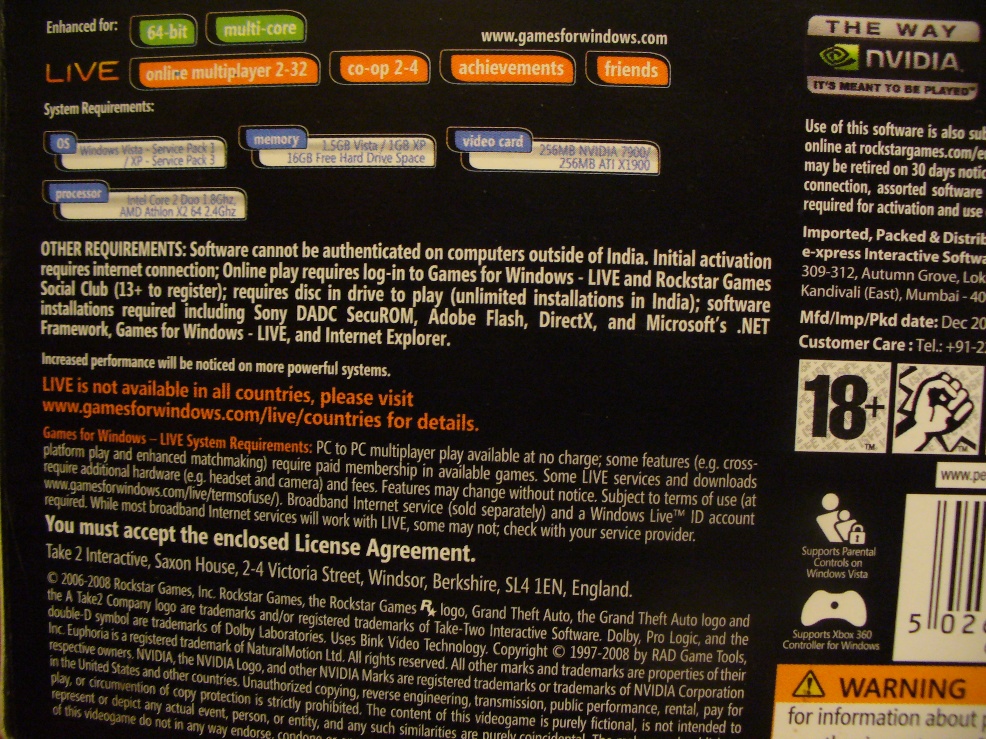 Enhanced for: 64-bit multi-core
www.gamesforwindows.com
LIVE online multiplayer 2-32 co-op 2-4 achievements friends
System Requirements:
OS
Windows Vista - Service Pack 1
/ XP - Service Pack 3
memory
1.5GB Vista / 1GB XP
16GB Free Hard Drive Space
video card
256MB NVIDIA 7900/
256MB ATI X1900
processor
Intel Core 2 Duo 1.8Ghz,
AMD Athlon X2 64 2.4Ghz
OTHER REQUIREMENTS: Software cannot be authenticated on computers outside of India. Initial activation
requires internet connection; Online play requires log-in to Games for Windows - LIVE and Rockstar Games
Social Club (13+ to register); requires disc in drive to play (unlimited installations in India); software
installations required including Sony DADC SecuROM, Adobe Flash, DirectX, and Microsoft's .NET
Framework, Games for Windows - LIVE, and Internet Explorer.
Increased performance will be noticed on more powerful systems.
LIVE is not available in all countries, please visit
www.gamesforwindows.com/live/countries for details.
Games for Windows – LIVE System Requirements: PC to PC multiplayer play available at no charge; some features (e.g. cross-
platform play and enhanced matchmaking) require paid membership in available games. Some LIVE services and downloads
require additional hardware (e.g. headset and camera) and fees. Features may change without notice. Subject to terms of use (at
www.gamesforwindows.com/live/termsofuse/). Broadband Internet service (sold separately) and a Windows Live™ ID account
required. While most broadband Internet services will work with LIVE, some may not; check with your service provider.
You must accept the enclosed License Agreement.
Take 2 Interactive, Saxon House, 2-4 Victoria Street, Windsor, Berkshire, SL4 1EN, England.
© 2006-2008 Rockstar Games, Inc. Rockstar Games, the Rockstar Games R* logo, Grand Theft Auto, the Grand Theft Auto logo and
the A Take2 Company logo are trademarks and/or registered trademarks of Take-Two Interactive Software. Dolby, Pro Logic, and the
double-D symbol are trademarks of Dolby Laboratories. Uses Bink Video Technology. Copyright © 1997-2008 by RAD Game Tools,
Inc. Euphoria is a registered trademark of NaturalMotion Ltd. All rights reserved. All other marks and trademarks are properties of their
respective owners. NVIDIA, the NVIDIA Logo, and other NVIDIA Marks are registered trademarks or trademarks of NVIDIA Corporation
in the United States and other countries. Unauthorized copying, reverse engineering, transmission, public performance, rental, pay for
play, or circumvention of copy protection is strictly prohibited. The content of this videogame is purely fictional, is not intended to
represent or depict any actual event, person, or entity, and any such similarities are purely coincidental. The
of this videogame do not in any way endorse, condone
THE WAY
NVIDIA
IT'S MEANT TO BE PLAYED™
Use of this software is also
online at
may be retired on 30 days
connection, assorted software
required for activation and use
Imported, Packed &
e-xpress Interactive
309-312, Autumn Grove,
Kandivali (East), Mumbai -
Mfd/Imp/Pkd date: Dec
Customer Care : Tel.:
18+
TM
Supports Parental
Controls on
Windows Vista
Supports Xbox 360
Controller for Windows
5 02
WARNING
for information about